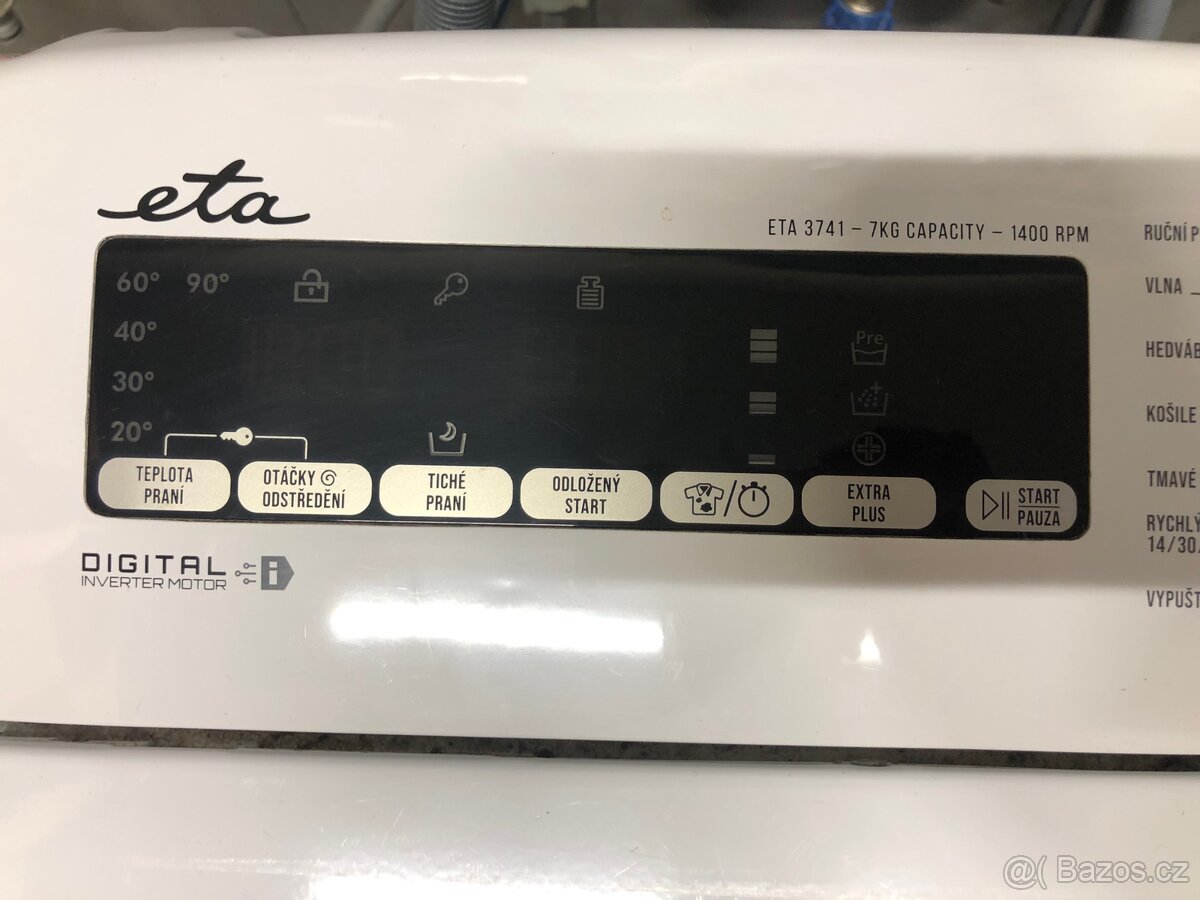 eta
ETA 3741 – 7KG CAPACITY – 1400 RPM
60° 90°
40°
30°
20°
Pre
TEPLOTA
PRANÍ
OTÁČKY
ODSTŘEDĚNÍ
TICHÉ
PRANÍ
ODLOŽENÝ
START
/
EXTRA
PLUS
START
PAUZA
DIGITAL
INVERTER MOTOR
i
RUČNÍ P
VLNA
HEDVÁB
KOŠILE
TMAVÉ
RYCHLÝ
14/30
VYPUŠT
@( Bazos.cz